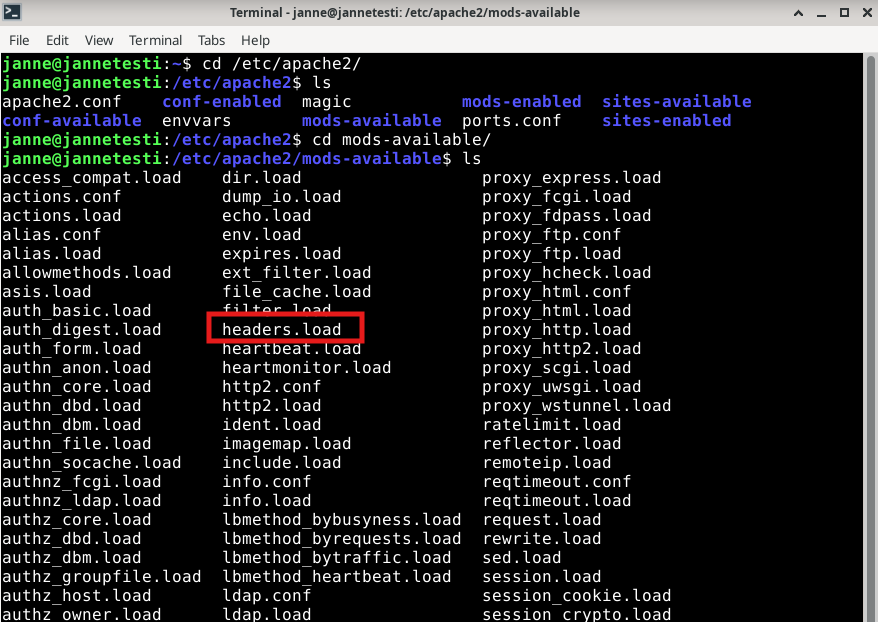 Terminal - janne@jannetesti: /etc/apache2/mods-available
File Edit View Terminal Tabs Help
janne@jannetesti:~$ cd /etc/apache2/
janne@jannetesti:/etc/apache2$ ls
apache2.conf conf-enabled magic mods-enabled sites-available
conf-available envvars mods-available ports.conf sites-enabled
janne@jannetesti:/etc/apache2$ cd mods-available/
janne@jannetesti:/etc/apache2/mods-available$ ls
access_compat.load dir.load proxy_express.load
actions.conf dump_io.load proxy_fcgi.load
actions.load echo.load proxy_fdpass.load
alias.conf env.load proxy_ftp.conf
alias.load expires.load proxy_ftp.load
allowmethods.load ext_filter.load proxy_hcheck.load
asis.load file_cache.load proxy_html.conf
auth_basic.load filter.load proxy_html.load
auth_digest.load headers.load proxy_http.load
auth_form.load heartbeat.load proxy_http2.load
authn_anon.load heartmonitor.load proxy_scgi.load
authn_core.load http2.conf proxy_uwsgi.load
authn_dbd.load http2.load proxy_wstunnel.load
authn_dbm.load ident.load ratelimit.load
authn_file.load imagemap.load reflector.load
authn_socache.load include.load remoteip.load
authnz_fcgi.load info.conf reqtimeout.conf
authnz_ldap.load info.load reqtimeout.load
authz_core.load lbmethod_bybusyness.load request.load
authz_dbd.load lbmethod_byrequests.load rewrite.load
authz_dbm.load lbmethod_bytraffic.load sed.load
authz_groupfile.load lbmethod_heartbeat.load session.load
authz_host.load ldap.conf session_cookie.load
authz_owner.load ldap.load session_crypto.load